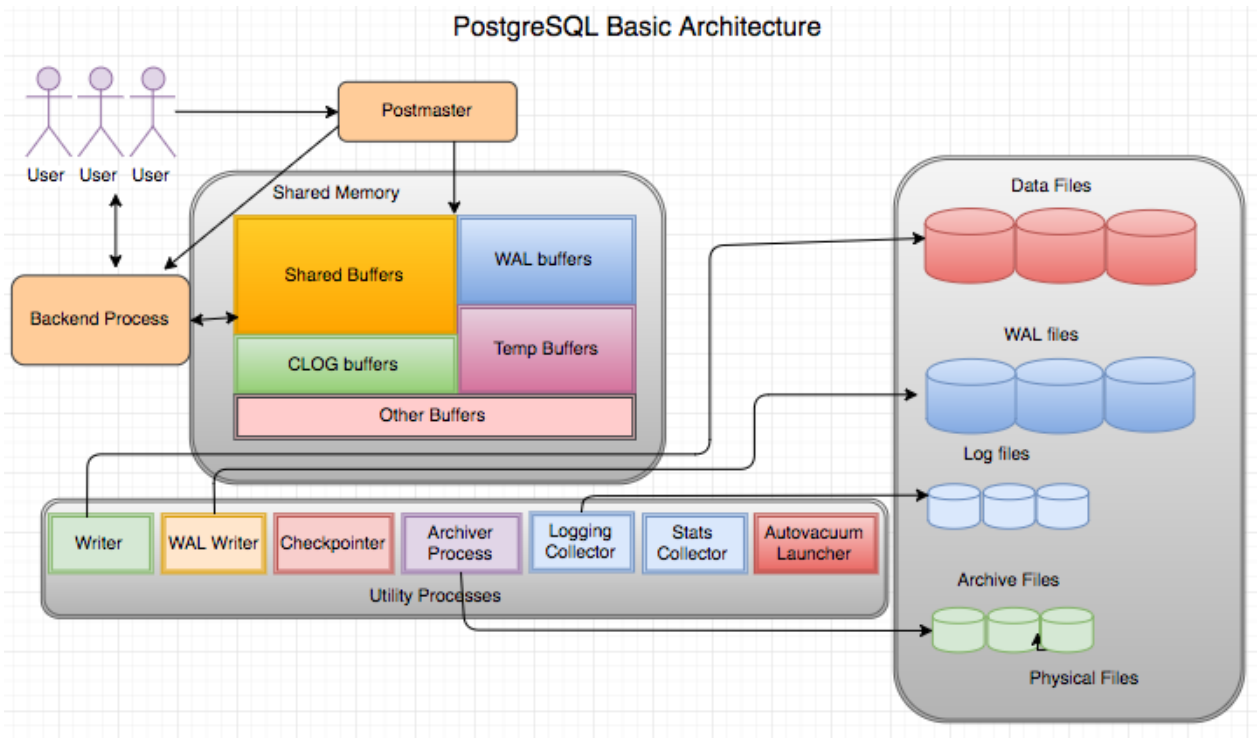 PostgreSQL Basic Architecture
Postmaster
User User User
Shared Memory
Data Files
Shared Buffers
WAL buffers
Backend Process
WAL files
Temp Buffers
CLOG buffers
Other Buffers
Log files
Writer
WAL Writer
Checkpointer
Archiver
Process
Logging
Collector
Stats
Collector
Autovacuum
Launcher
Utility Processes
Archive Files
Physical Files